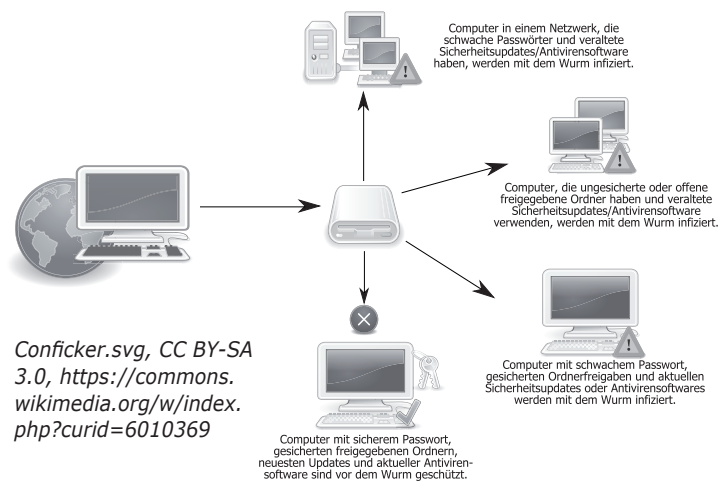 Computer in einem Netzwerk, die
schwache Passwörter und veraltete
Sicherheitsupdates/Antivirensoftware
haben, werden mit dem Wurm infiziert.
Computer, die ungesicherte oder offene
freigegebene Ordner haben und veraltete
Sicherheitsupdates/Antivirensoftware
verwenden, werden mit dem Wurm infiziert.
Computer mit schwachem Passwort,
gesicherten Ordnerfreigaben und aktuellen
Sicherheitsupdates oder Antivirensoftwares
werden mit dem Wurm infiziert.
Computer mit sicherem Passwort,
gesicherten freigegebenen Ordnern,
neuesten Updates und aktueller Antiviren-
software sind vor dem Wurm geschützt.
Conficker.svg, CC BY-SA
3.0, https://commons.
wikimedia.org/w/index.
php?curid=6010369